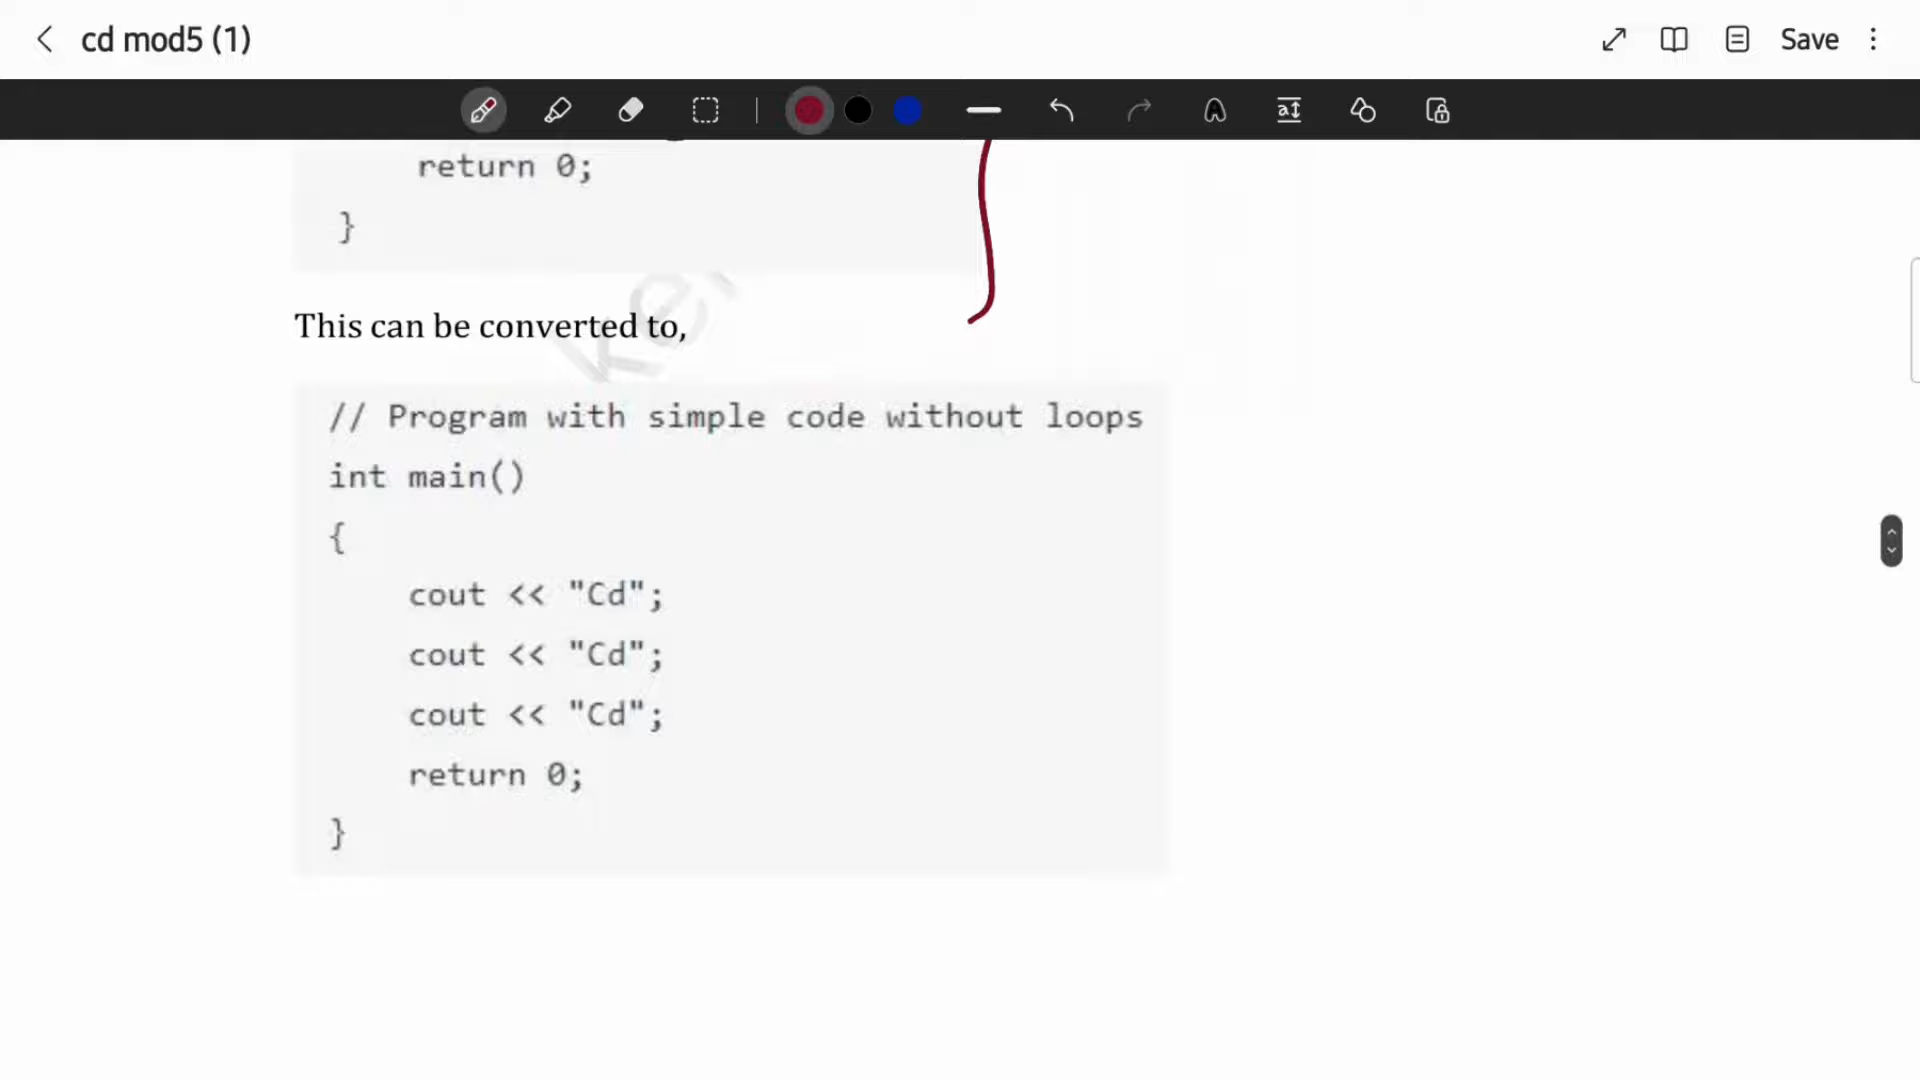 cd mod5 (1)
Save
return 0;
}
This can be converted to,
// Program with simple code without loops
int main()
{
cout << "Cd";
cout << "Cd";
cout << "Cd";
return 0;
}